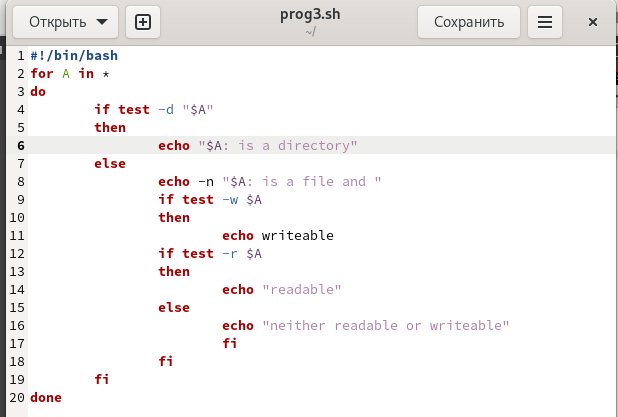 Открыть
prog3.sh
~/
Сохранить
1 #!/bin/bash
2 for A in *
3 do
4         if test -d "$A"
5         then
6                 echo "$A: is a directory"
7         else
8                 echo -n "$A: is a file and "
9                 if test -w $A
10                 then
11                         echo writeable
12                 if test -r $A
13                 then
14                         echo "readable"
15                 else
16                         echo "neither readable or writeable"
17                         fi
18                 fi
19         fi
20 done